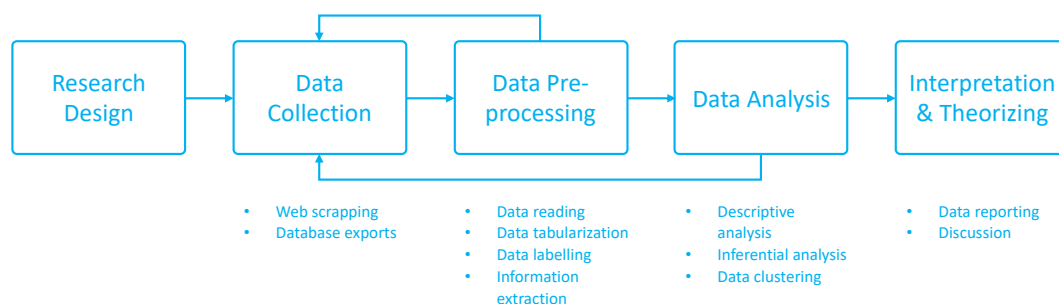 Research
Design
Data
Collection
Data Pre-
processing
Data Analysis
Interpretation
& Theorizing
• Web scrapping
• Database exports
• Data reading
• Data tabularization
• Data labelling
• Information
extraction
• Descriptive
analysis
• Inferential analysis
• Data clustering
• Data reporting
• Discussion